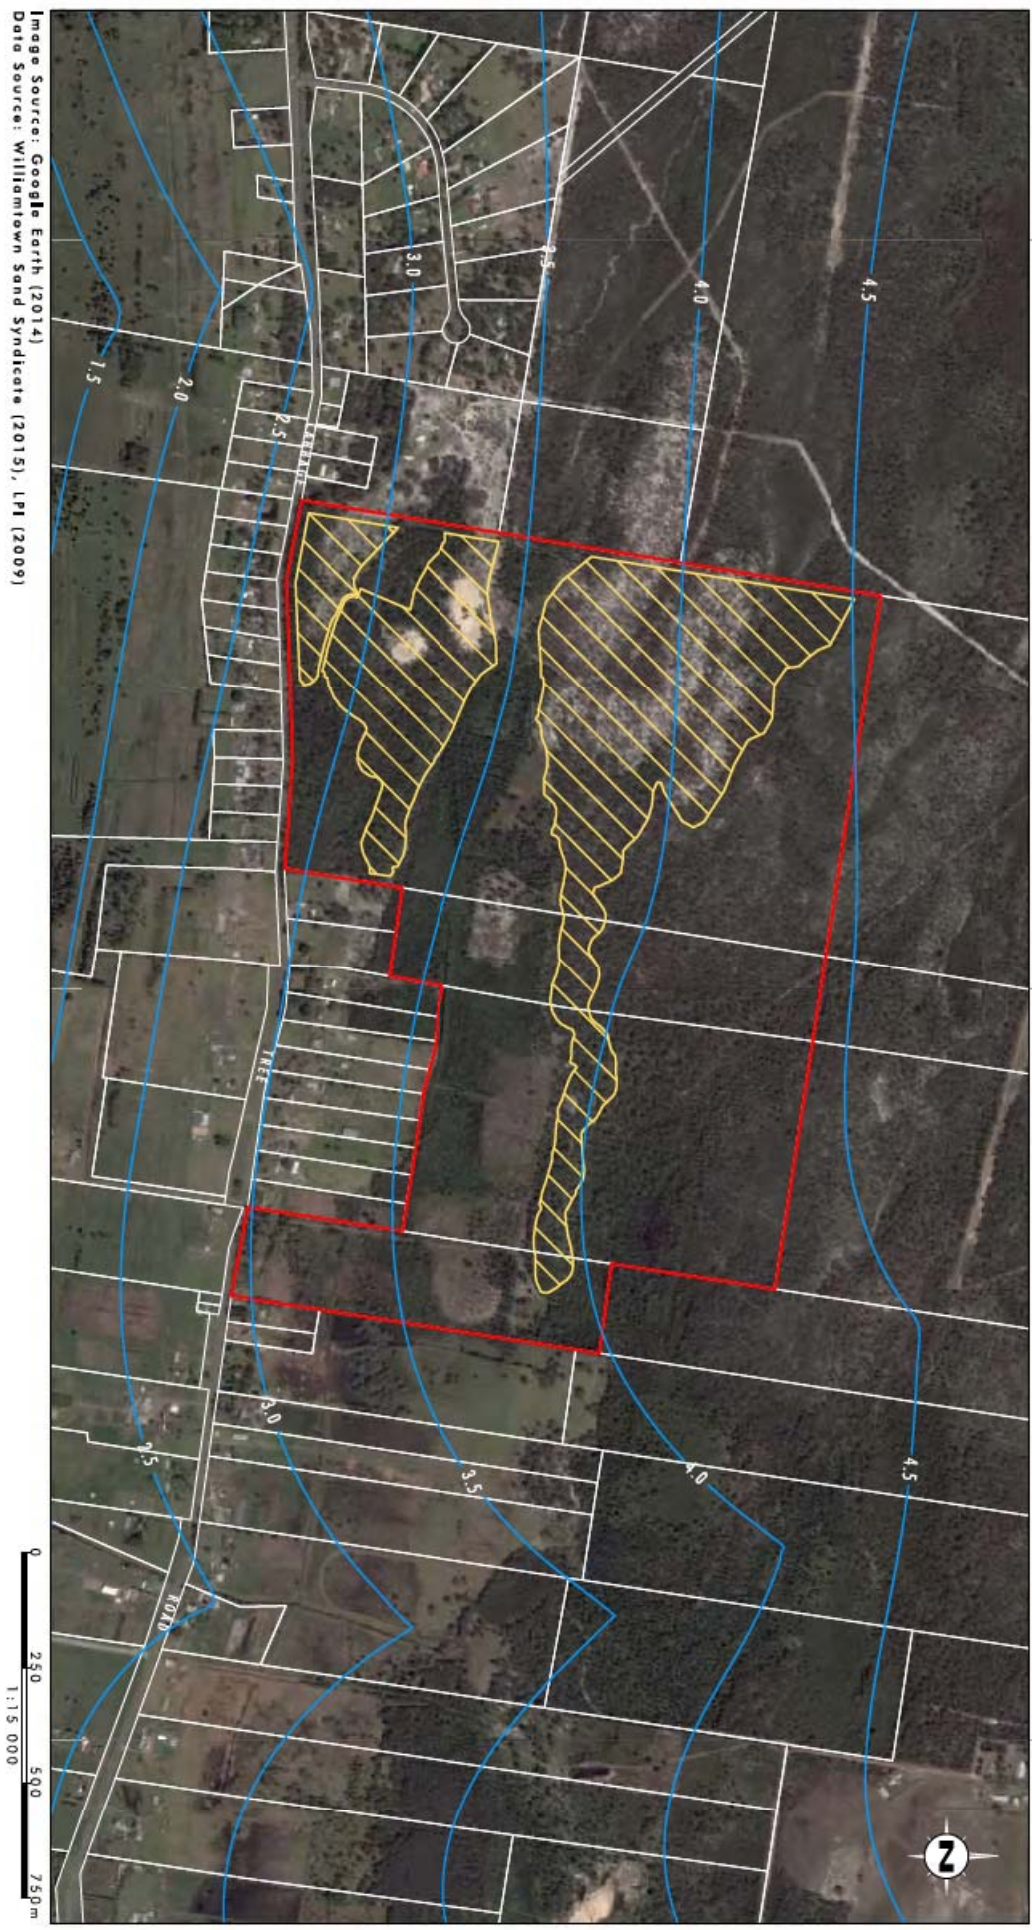 Image Source: Google Earth (2014)
Data Source: Williamtown Sand Syndicate (2015), LPI (2009)
4.5
4.0
3.5
3.0
2.5
2.0
1.5
CABBAGE
TREE
ROAD
4.5
4.0
3.5
3.0
2.5
N
0
250
500
750m
1:15 000